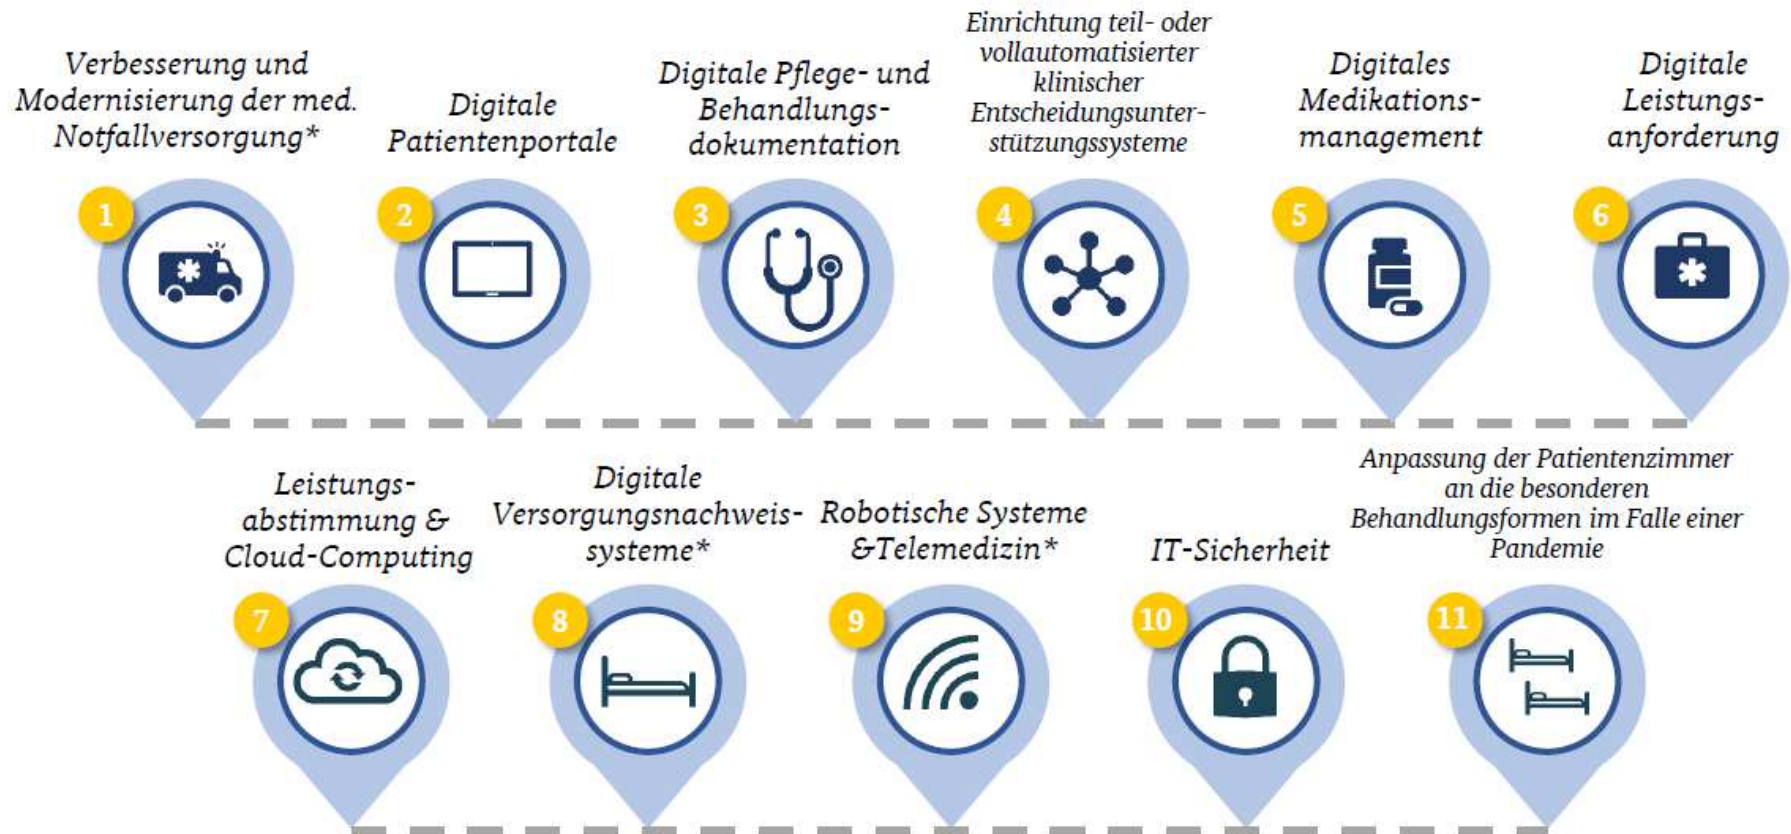 Verbesserung und
Modernisierung der med.
Notfallversorgung*
1
Digitale
Patientenportale
2
Digitale Pflege- und
Behandlungs-
dokumentation
3
Einrichtung teil- oder
vollautomatisierter
klinischer
Entscheidungsunter-
stützungssysteme
4
Digitales
Medikations-
management
5
Digitale
Leistungs-
anforderung
6
Leistungs-
abstimmung &
Cloud-Computing
7
Digitale
Versorgungsnachweis-
systeme*
8
Robotische Systeme
&Telemedizin*
9
IT-Sicherheit
10
Anpassung der Patientenzimmer
an die besonderen
Behandlungsformen im Falle einer
Pandemie
11